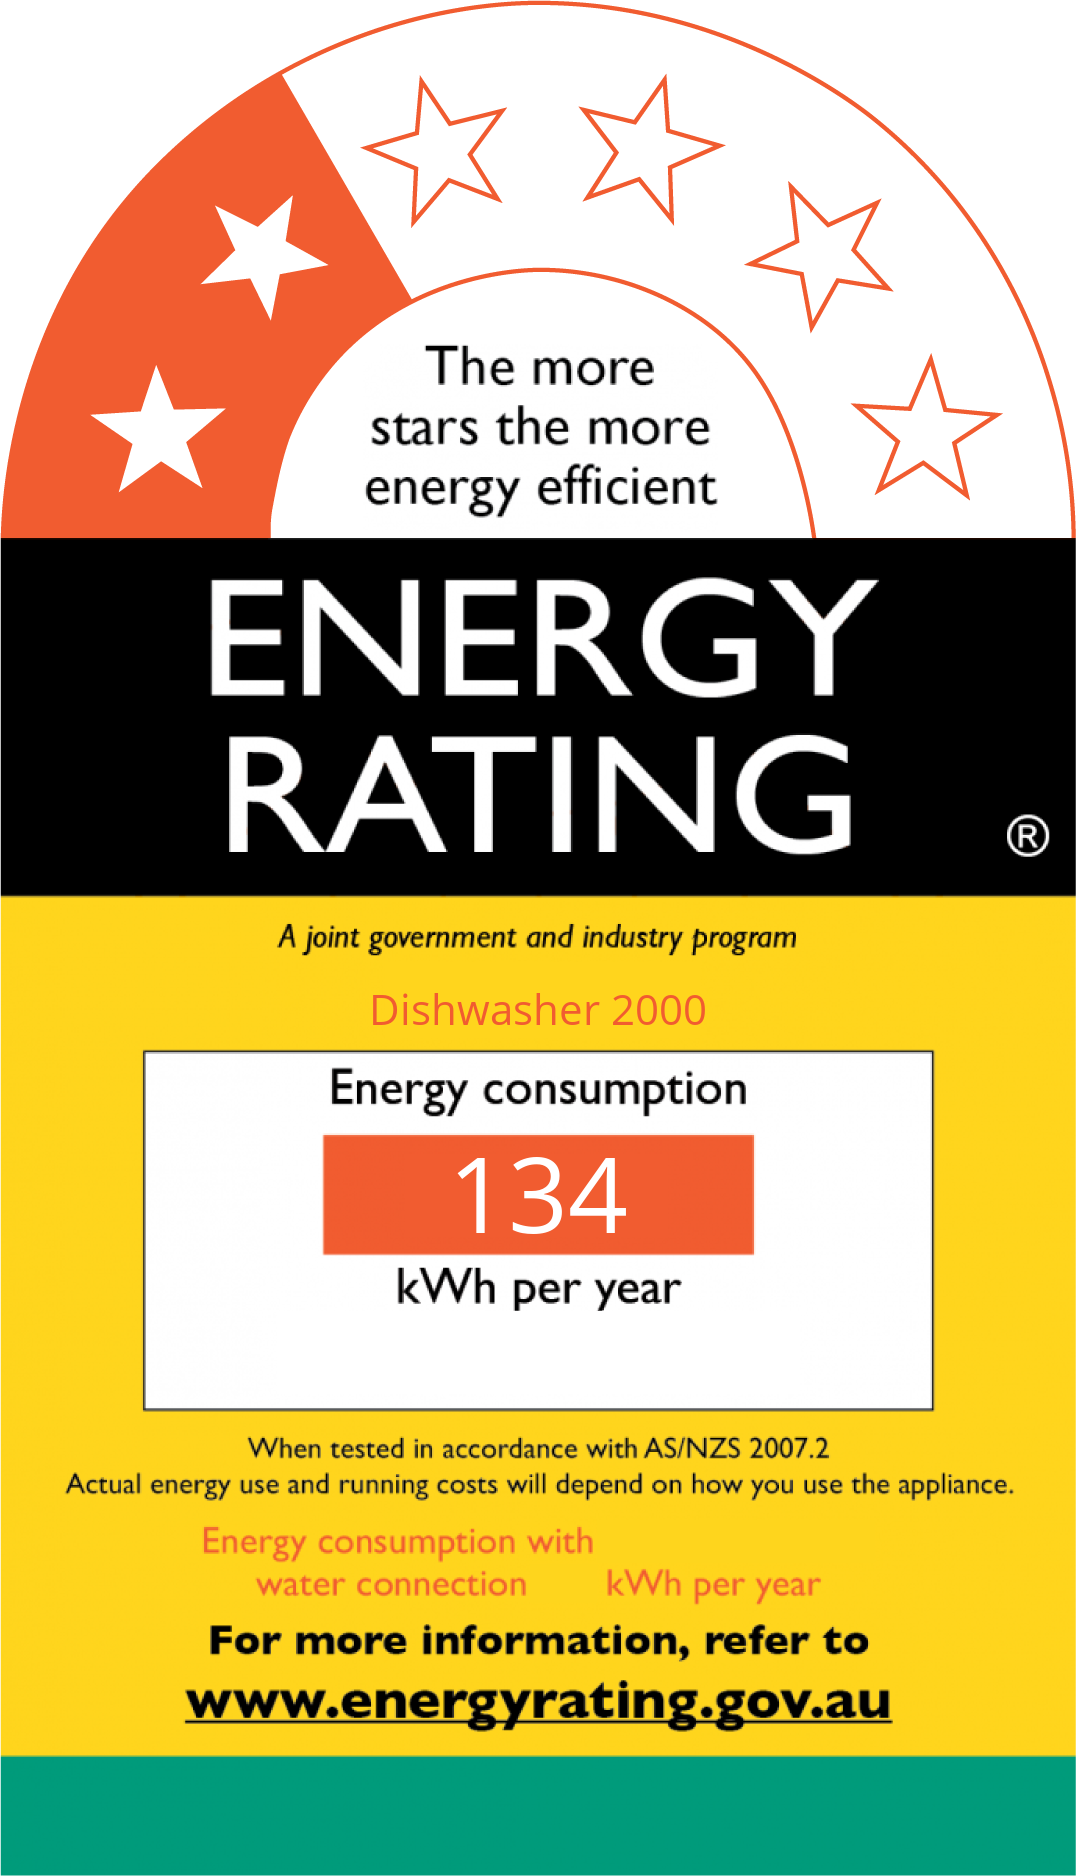 The more
stars the more
energy efficient
ENERGY
RATING
®
A joint government and industry program
Dishwasher 2000
Energy consumption
134
kWh per year
When tested in accordance with AS/NZS 2007.2
Actual energy use and running costs will depend on how you use the appliance.
Energy consumption with
water connection kWh per year
For more information, refer to
www.energyrating.gov.au